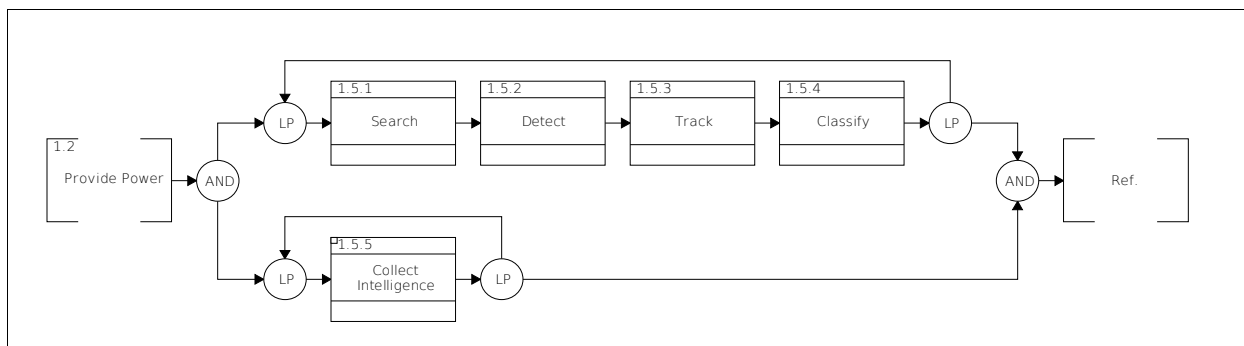 1.5.1
1.5.2
1.5.3
1.5.4
LP
Search
Detect
Track
Classify
LP
1.2
Provide Power
AND
AND
Ref.
1.5.5
LP
Collect
Intelligence
LP